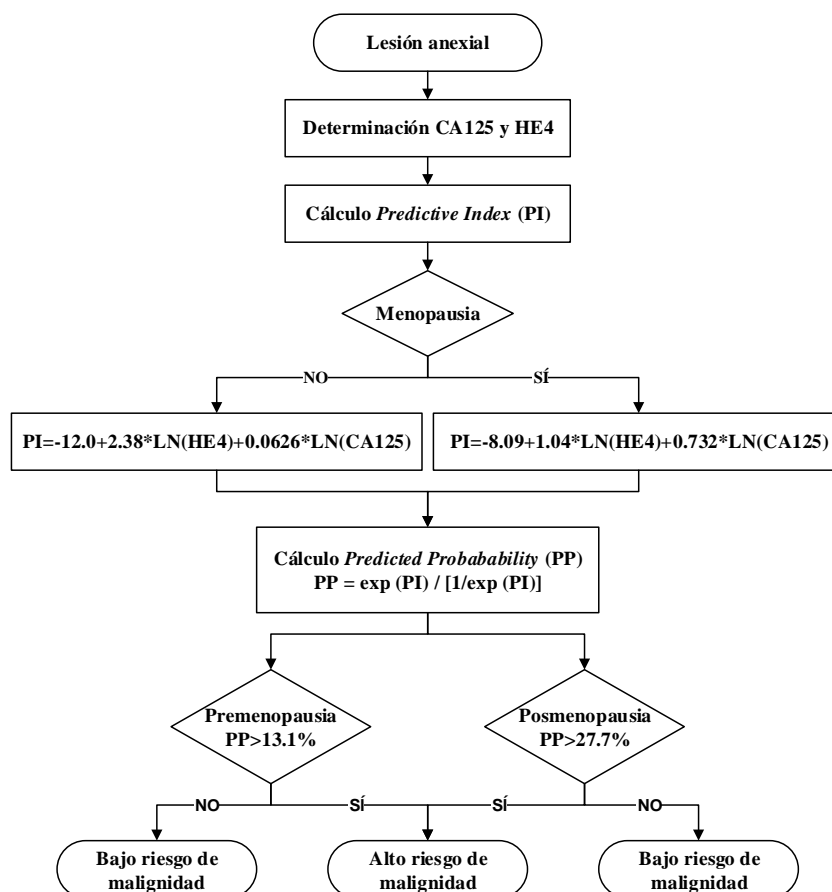 Lesión anexial
Determinación CA125 y HE4
Cálculo Predictive Index (PI)
Menopausia
NO
SÍ
PI=-12.0+2.38*LN(HE4)+0.0626*LN(CA125)
PI=-8.09+1.04*LN(HE4)+0.732*LN(CA125)
Cálculo Predicted Probabability (PP)
PP = exp (PI) / [1/exp (PI)]
Premenopausia
PP>13.1%
Posmenopausia
PP>27.7%
NO
SÍ
SÍ
NO
Bajo riesgo de
malignidad
Alto riesgo de
malignidad
Bajo riesgo de
malignidad